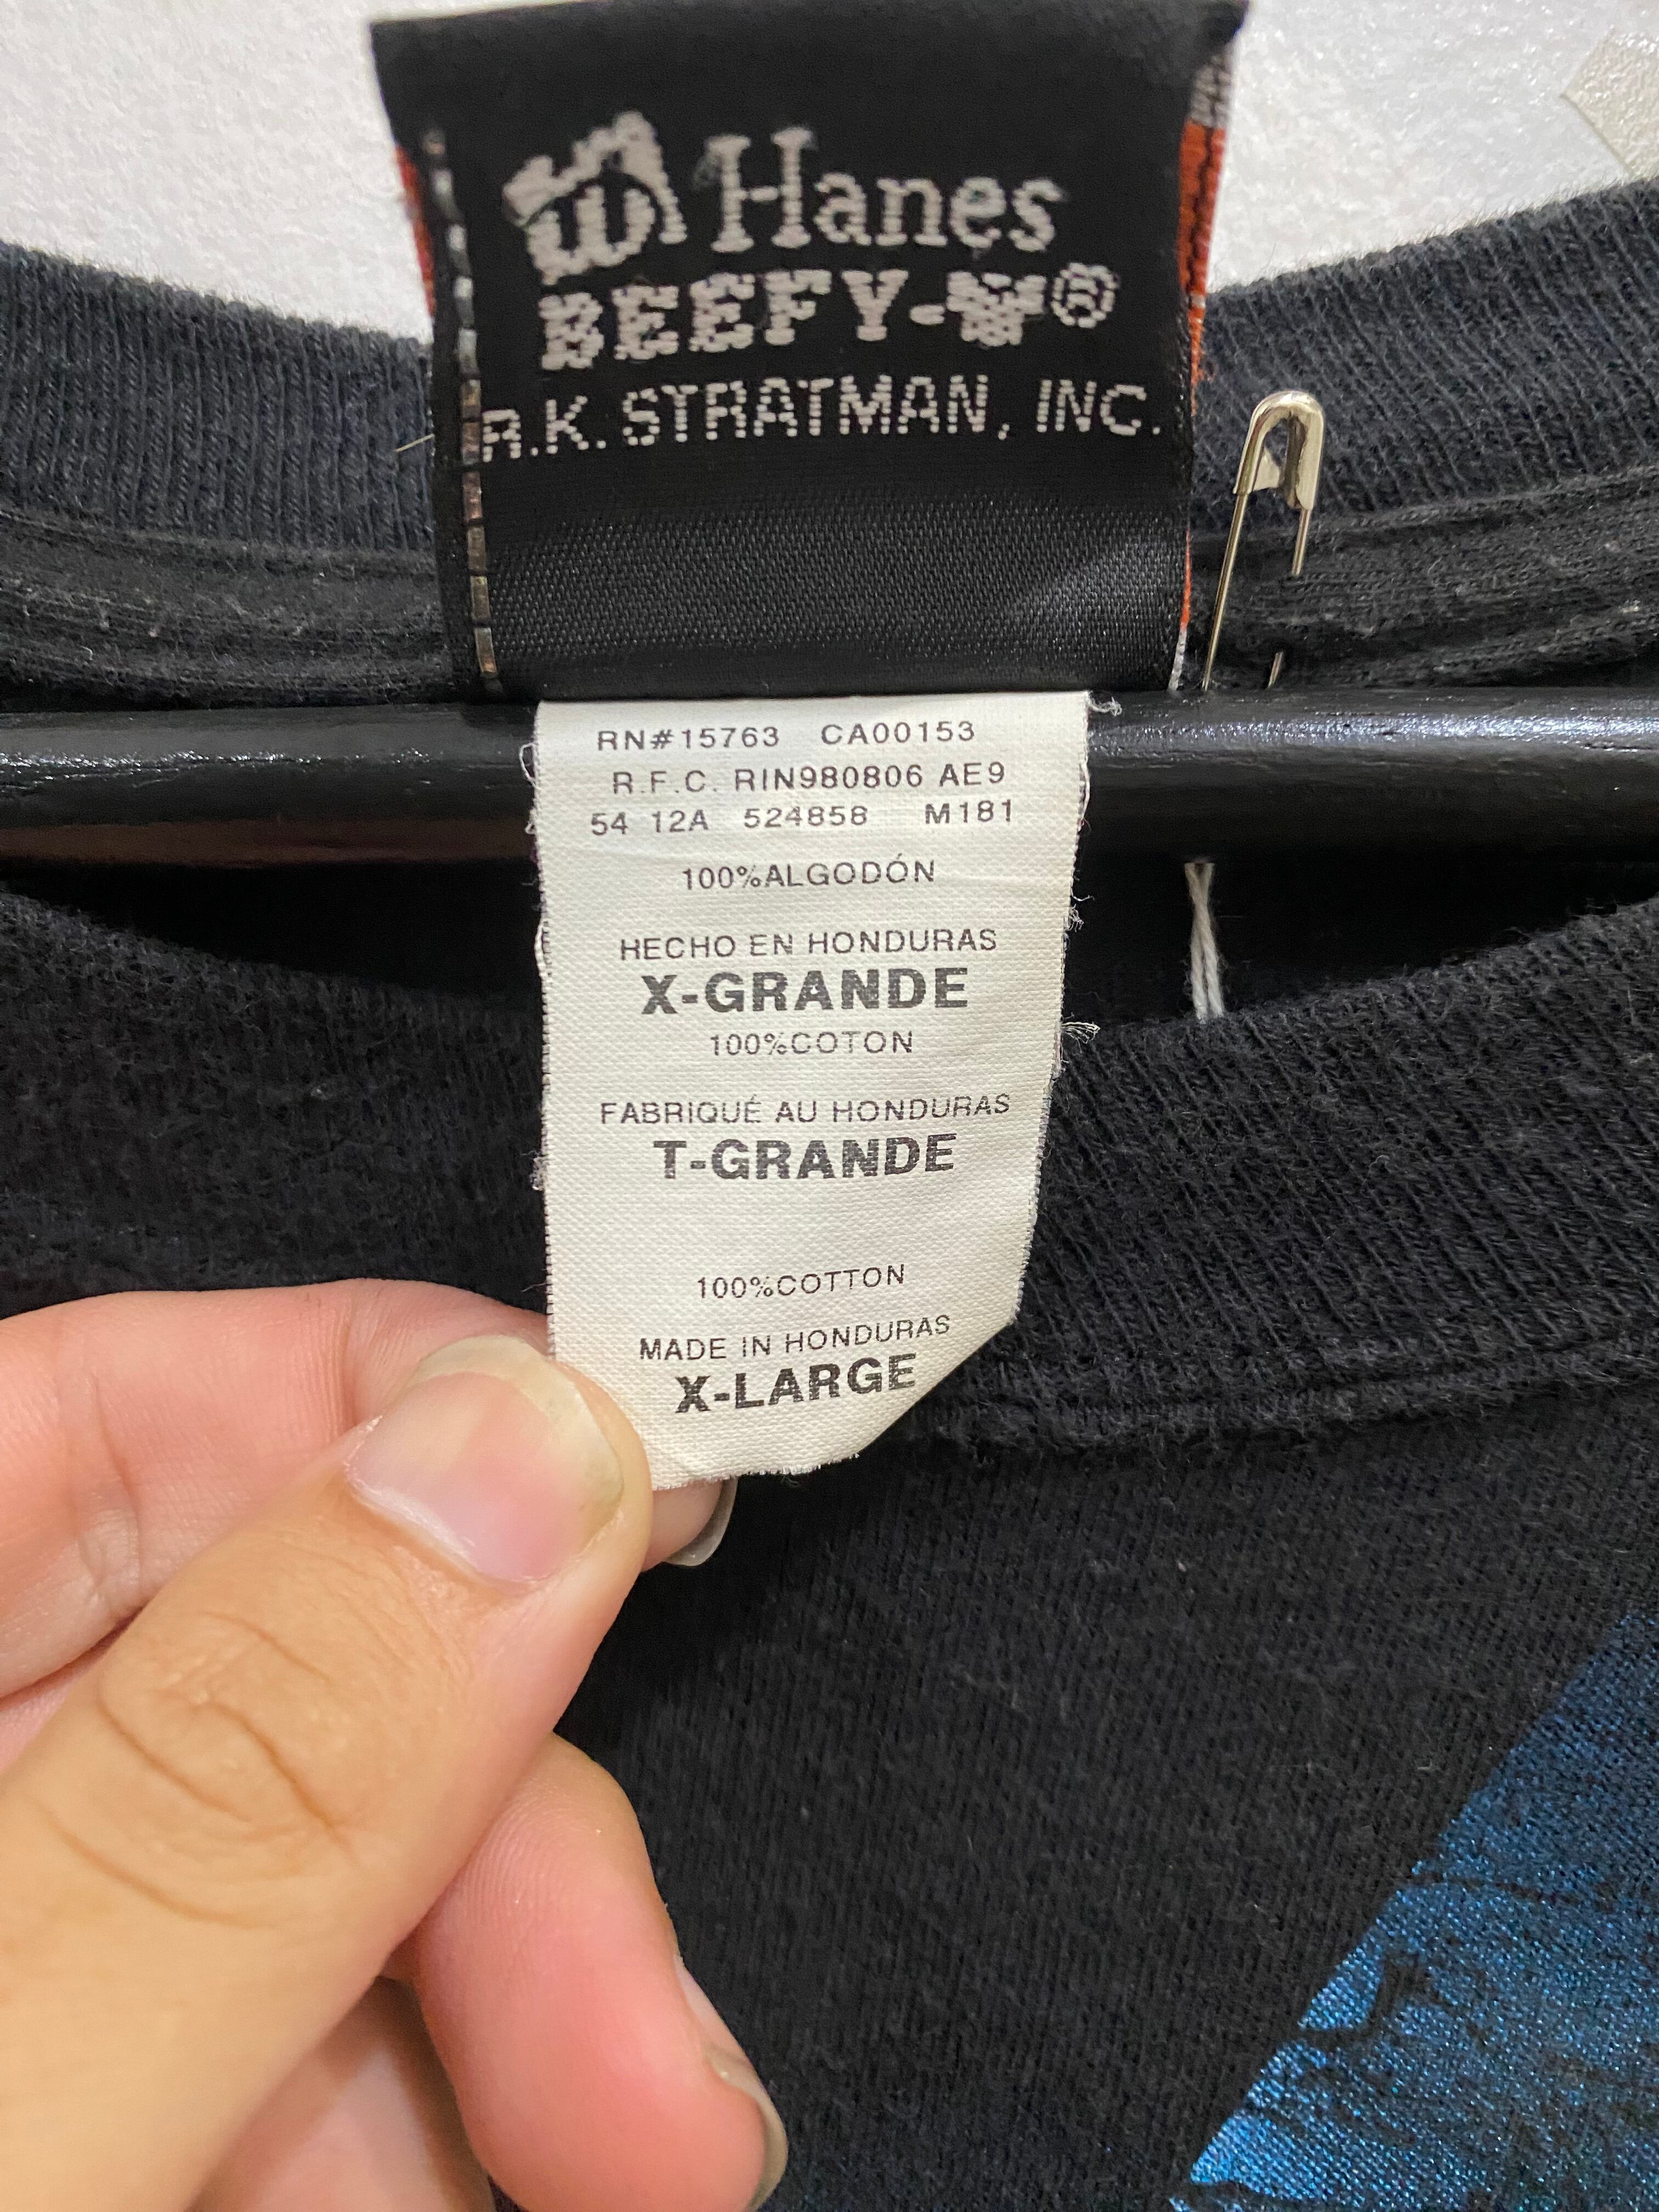 Hanes
BEEFY-T®
R.K. STRATMAN, INC.
RN#15763 CA00153
R.F.C. RIN980806 AE9
54 12A 524858 M181
100%ALGODÓN
HECHO EN HONDURAS
X-GRANDE
100%COTON
FABRIQUÉ AU HONDURAS
T-GRANDE
100%COTTON
MADE IN HONDURAS
X-LARGE